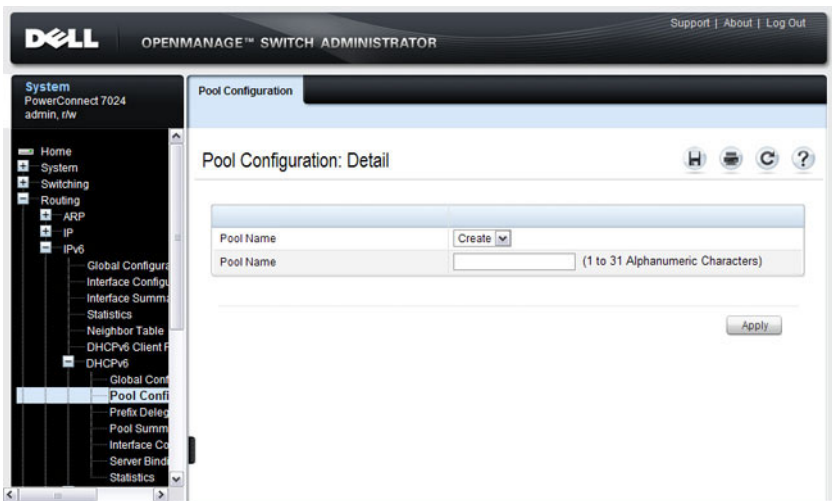 Support | About | Log Out
DELL OPENMANAGE™ SWITCH ADMINISTRATOR
System
PowerConnect 7024
admin, r/w
Pool Configuration
Home
System
Switching
Routing
ARP
IP
IPv6
Global Configura
Interface Configu
Interface Summa
Statistics
Neighbor Table
DHCPv6 Client P
DHCPv6
Global Conf
Pool Confi
Prefix Deleg
Pool Summ
Interface Co
Server Bindi
Statistics
Pool Configuration: Detail
Pool Name Create
Pool Name (1 to 31 Alphanumeric Characters)
Apply